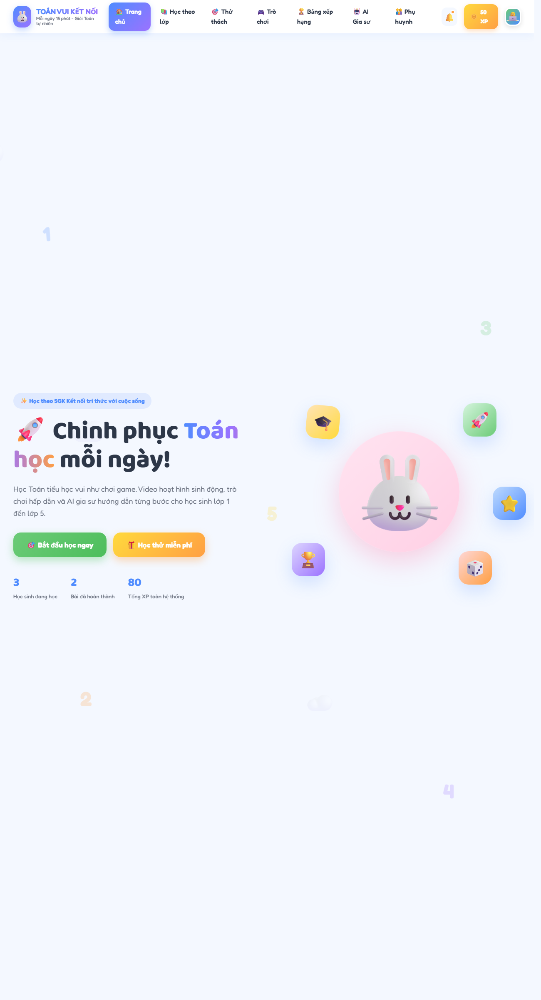 TOÁN VUI KẾT NỐI
Mỗi ngày 15 phút - Giỏi Toán
tự nhiên
Trang
chủ
Học theo
lớp
Thử
thách
Trò
chơi
Bảng xếp
hạng
AI
Gia sư
Phụ
huynh
50
XP
1
3
Học theo SGK Kết nối tri thức với cuộc sống
Chinh phục Toán
học mỗi ngày!
Học Toán tiểu học vui như chơi game. Video hoạt hình sinh động, trò
chơi hấp dẫn và AI gia sư hướng dẫn từng bước cho học sinh lớp 1
đến lớp 5.
5
Bắt đầu học ngay
Học thử miễn phí
3
Học sinh đang học
2
Bài đã hoàn thành
80
Tổng XP toàn hệ thống
2
4